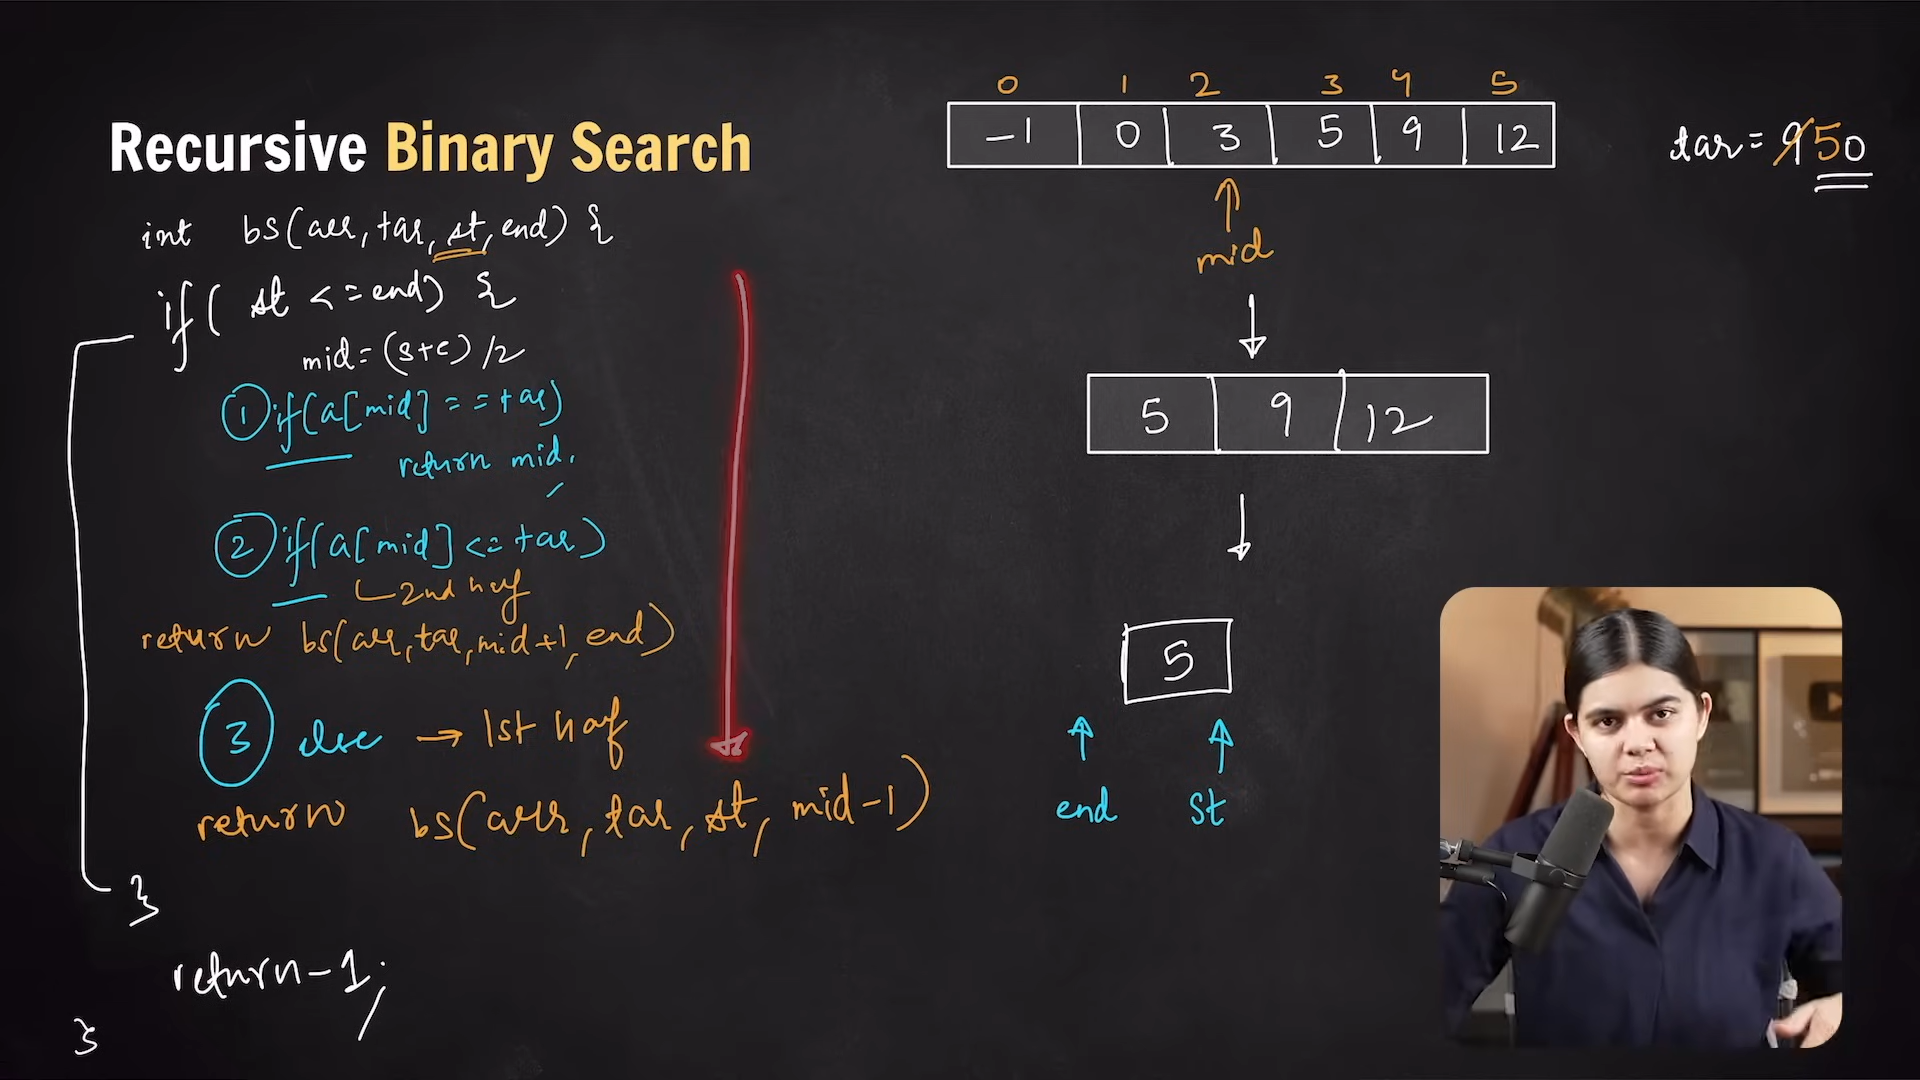 Recursive Binary Search
int bs(arr, tar, st, end) {
if( st <= end) {
mid = (s+e)/2
① if(a[mid] == tar)
return mid,
② if(a[mid] <= tar)
2nd half
return bs(arr, tar, mid+1, end)
③ else → 1st half
return bs(arr, tar, st, mid-1)
}
return -1;
}
0 1 2 3 4 5
-1 0 3 5 9 12
mid
tar = 9 50
5 9 12
5
end st